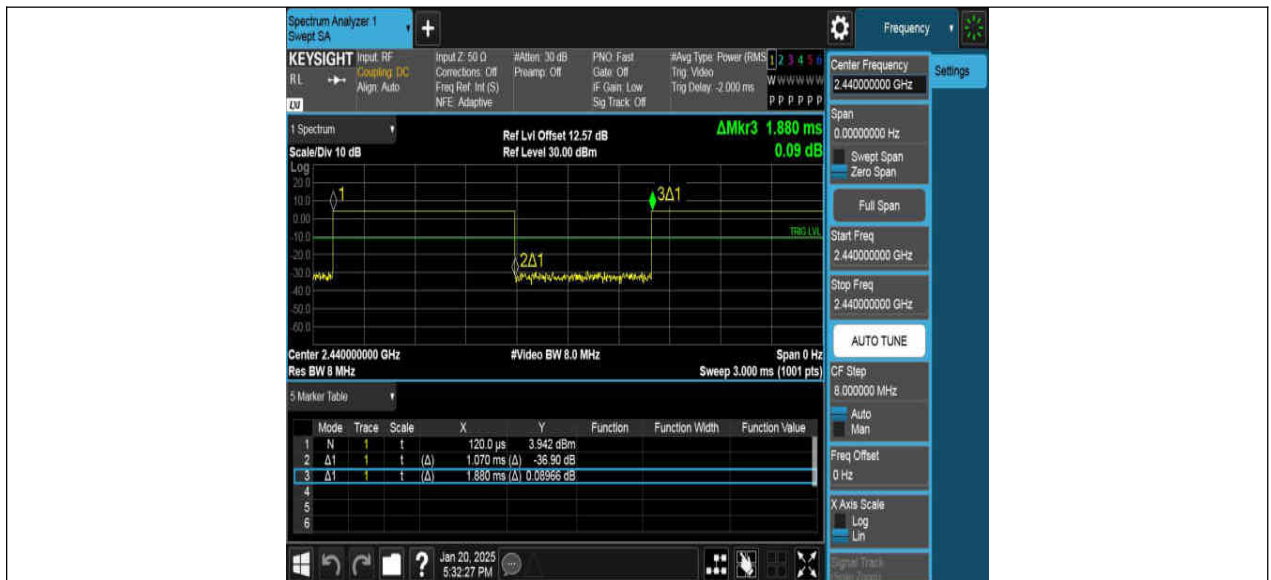 Spectrum Analyzer 1
Swept SA
+
Frequency
KEYSIGHT
RL
LXI
Input: RF
Coupling: DC
Align: Auto
Input Z: 50 Ω
Corrections: Off
Freq Ref: Int (S)
NFE: Adaptive
#Atten: 30 dB
Preamp: Off
PNO: Fast
Gate: Off
IF Gain: Low
Sig Track: Off
#Avg Type: Power (RMS
Trig: Video
Trig Delay: -2.000 ms
1 2 3 4 5 6
W W W W W W
P P P P P P
Center Frequency
2.440000000 GHz
Settings
Span
0.00000000 Hz
Swept Span
Zero Span
Full Span
Start Freq
2.440000000 GHz
Stop Freq
2.440000000 GHz
AUTO TUNE
CF Step
8.000000 MHz
Auto
Man
Freq Offset
0 Hz
X Axis Scale
Log
Lin
Signal Track
1 Spectrum
Scale/Div 10 dB
Ref Lvl Offset 12.57 dB
Ref Level 30.00 dBm
ΔMkr3 1.880 ms
0.09 dB
Log
20.0
10.0
0.00
-10.0
-20.0
-30.0
-40.0
-50.0
-60.0
1
2Δ1
3Δ1
TRIG LVL
Center 2.440000000 GHz
#Video BW 8.0 MHz
Span 0 Hz
Res BW 8 MHz
Sweep 3.000 ms (1001 pts)
5 Marker Table
Mode Trace Scale X Y Function Function Width Function Value
1 N 1 t 120.0 µs 3.942 dBm
2 Δ1 1 t (Δ) 1.070 ms (Δ) -36.90 dB
3 Δ1 1 t (Δ) 1.880 ms (Δ) 0.08966 dB
4
5
6
?
Jan 20, 2025
5:32:27 PM